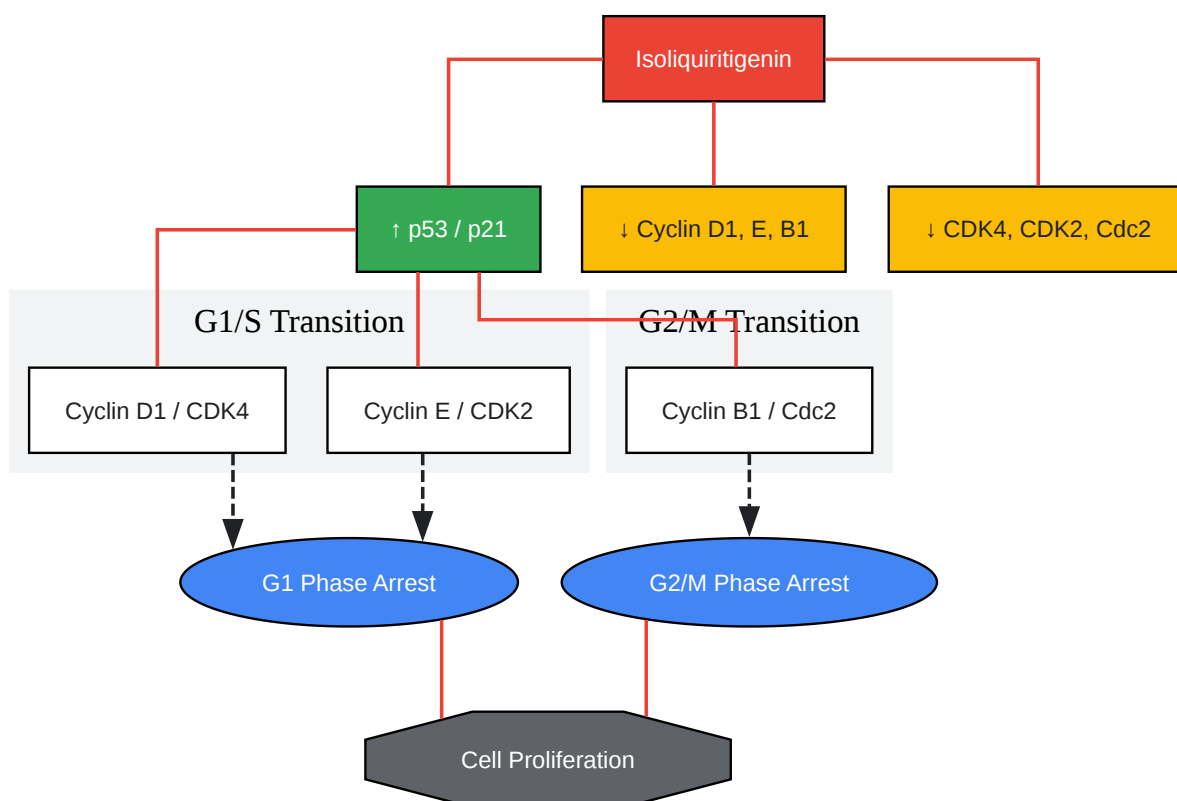 Isoliquiritigenin
↑ p53 / p21
↓ Cyclin D1, E, B1
↓ CDK4, CDK2, Cdc2
G1/S Transition
G2/M Transition
Cyclin D1 / CDK4
Cyclin E / CDK2
Cyclin B1 / Cdc2
G1 Phase Arrest
G2/M Phase Arrest
Cell Proliferation